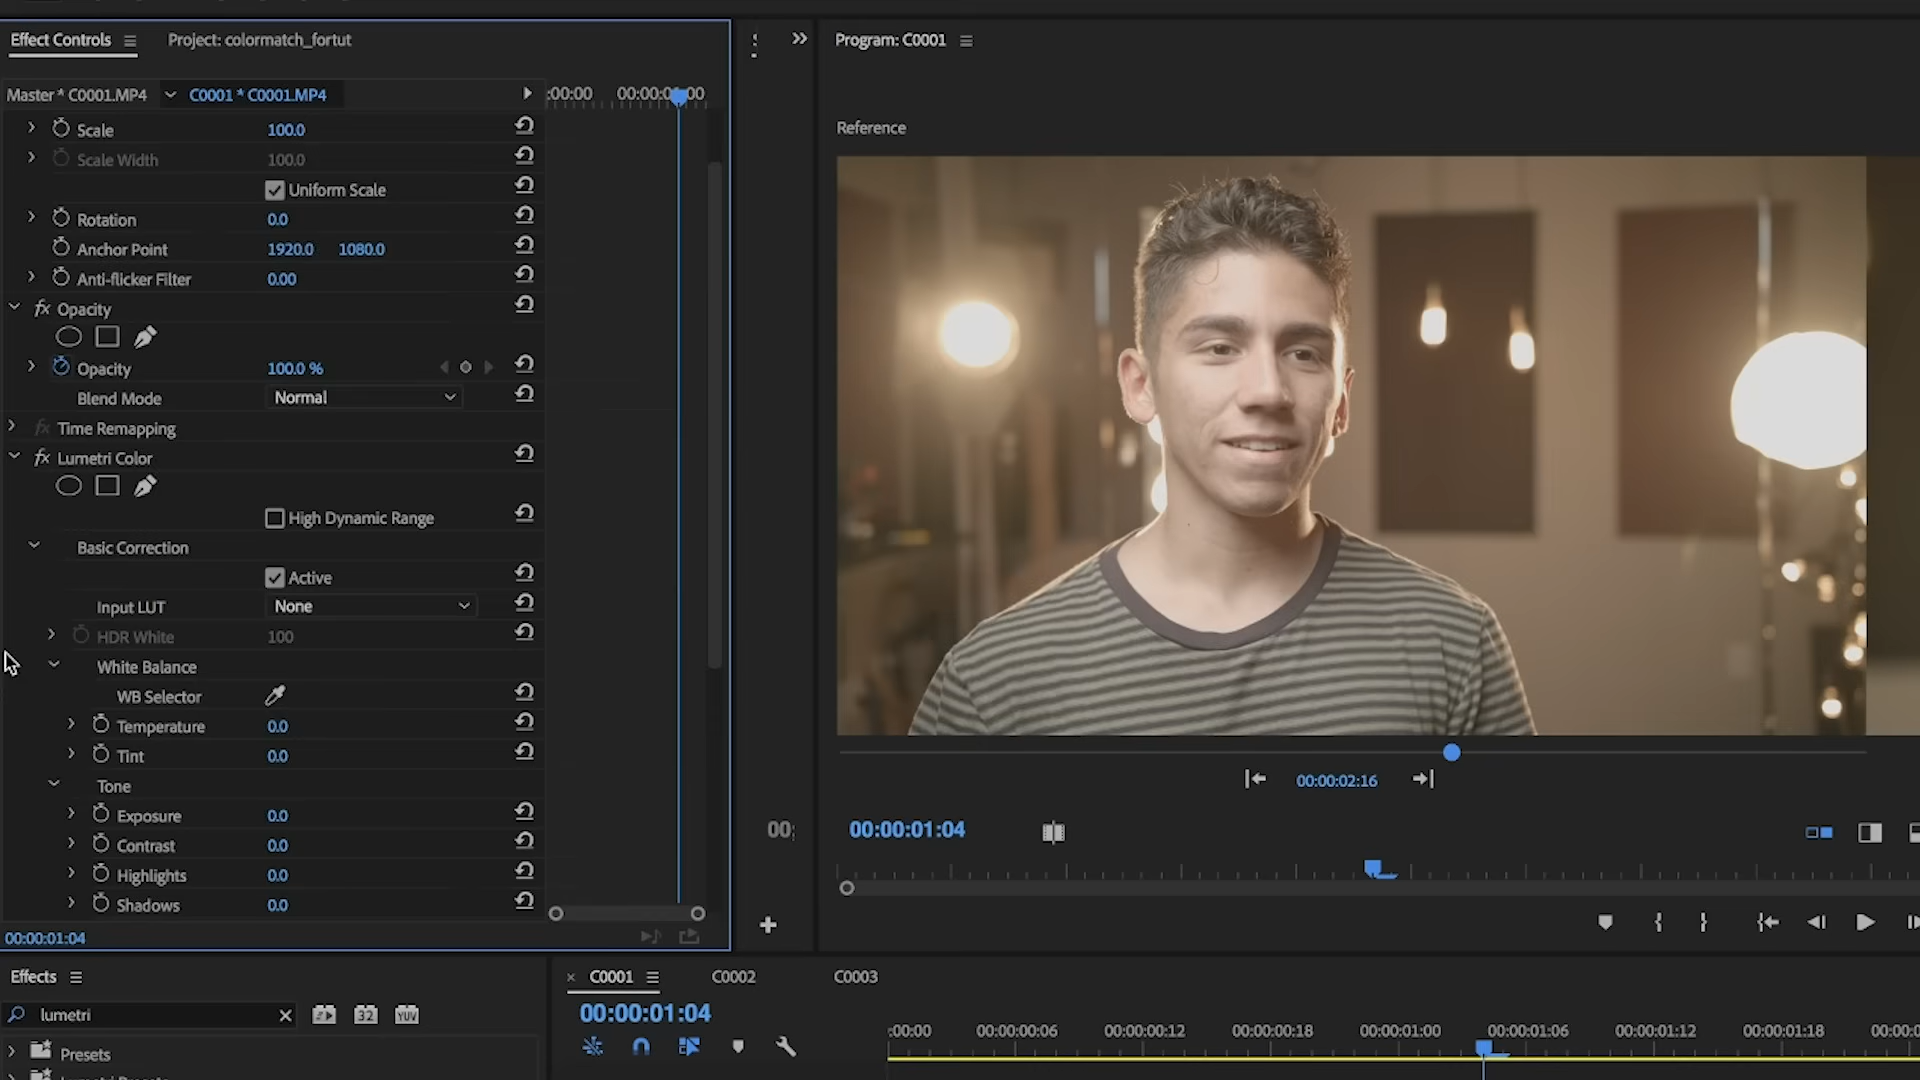 Effect Controls
Project: colormatch_fortut
Master * C0001.MP4
C0001 * C0001.MP4
:00:00
Scale
100.0
Scale Width
100.0
Uniform Scale
Rotation
0.0
Anchor Point
1920.0 1080.0
Anti-flicker Filter
0.00
fx Opacity
Opacity
100.0 %
Blend Mode
Normal
fx Time Remapping
fx Lumetri Color
High Dynamic Range
Basic Correction
Active
Input LUT
None
HDR White
100
White Balance
WB Selector
Temperature
0.0
Tint
0.0
Tone
Exposure
0.0
Contrast
0.0
Highlights
0.0
Shadows
0.0
00:00:01:04
Program: C0001
Reference
00:00:02:16
00;
00:00:01:04
Effects
lumetri
32
YUV
Presets
C0001
C0002
C0003
00:00:01:04
:00:00
00:00:00:06
00:00:00:12
00:00:00:18
00:00:01:00
00:00:01:06
00:00:01:12
00:00:01:18